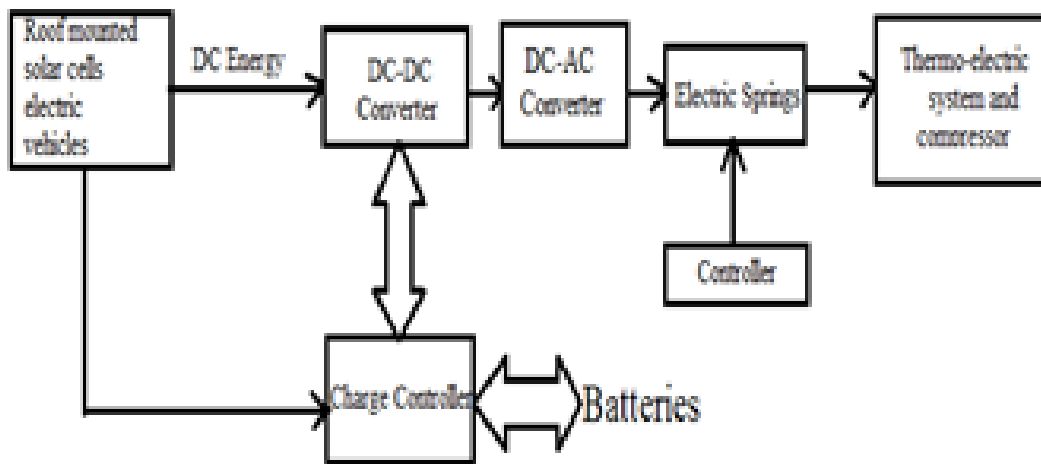 Roof mounted
solar cells
electric
vehicles
DC Energy
DC-DC
Converter
DC-AC
Converter
Electric Springs
Thermo-electric
system and
compressor
Controller
Charge Controller
Batteries